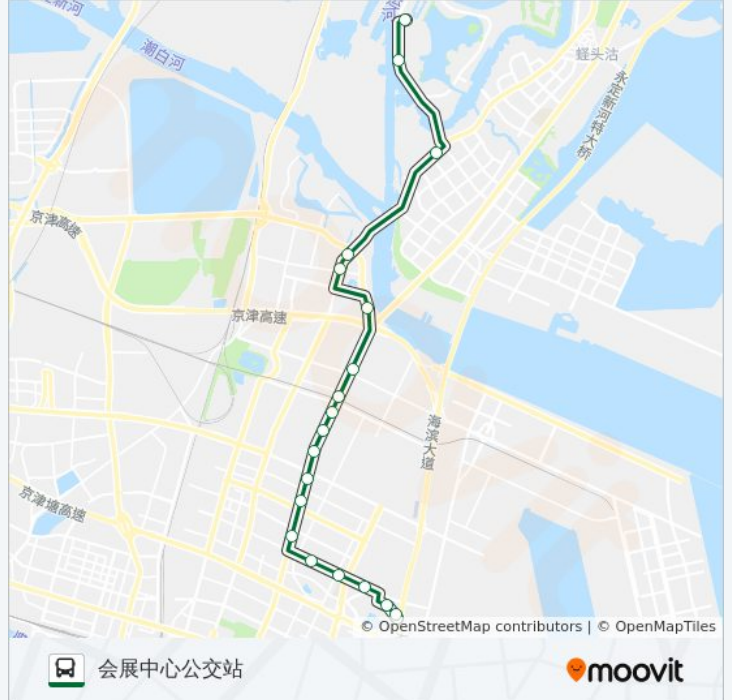 潮白河
蛏头沽
永定新河特大桥
京津高速
京津高速
海滨大道
京津塘高速
© OpenStreetMap contributors | © OpenMapTiles
会展中心公交站
moovit